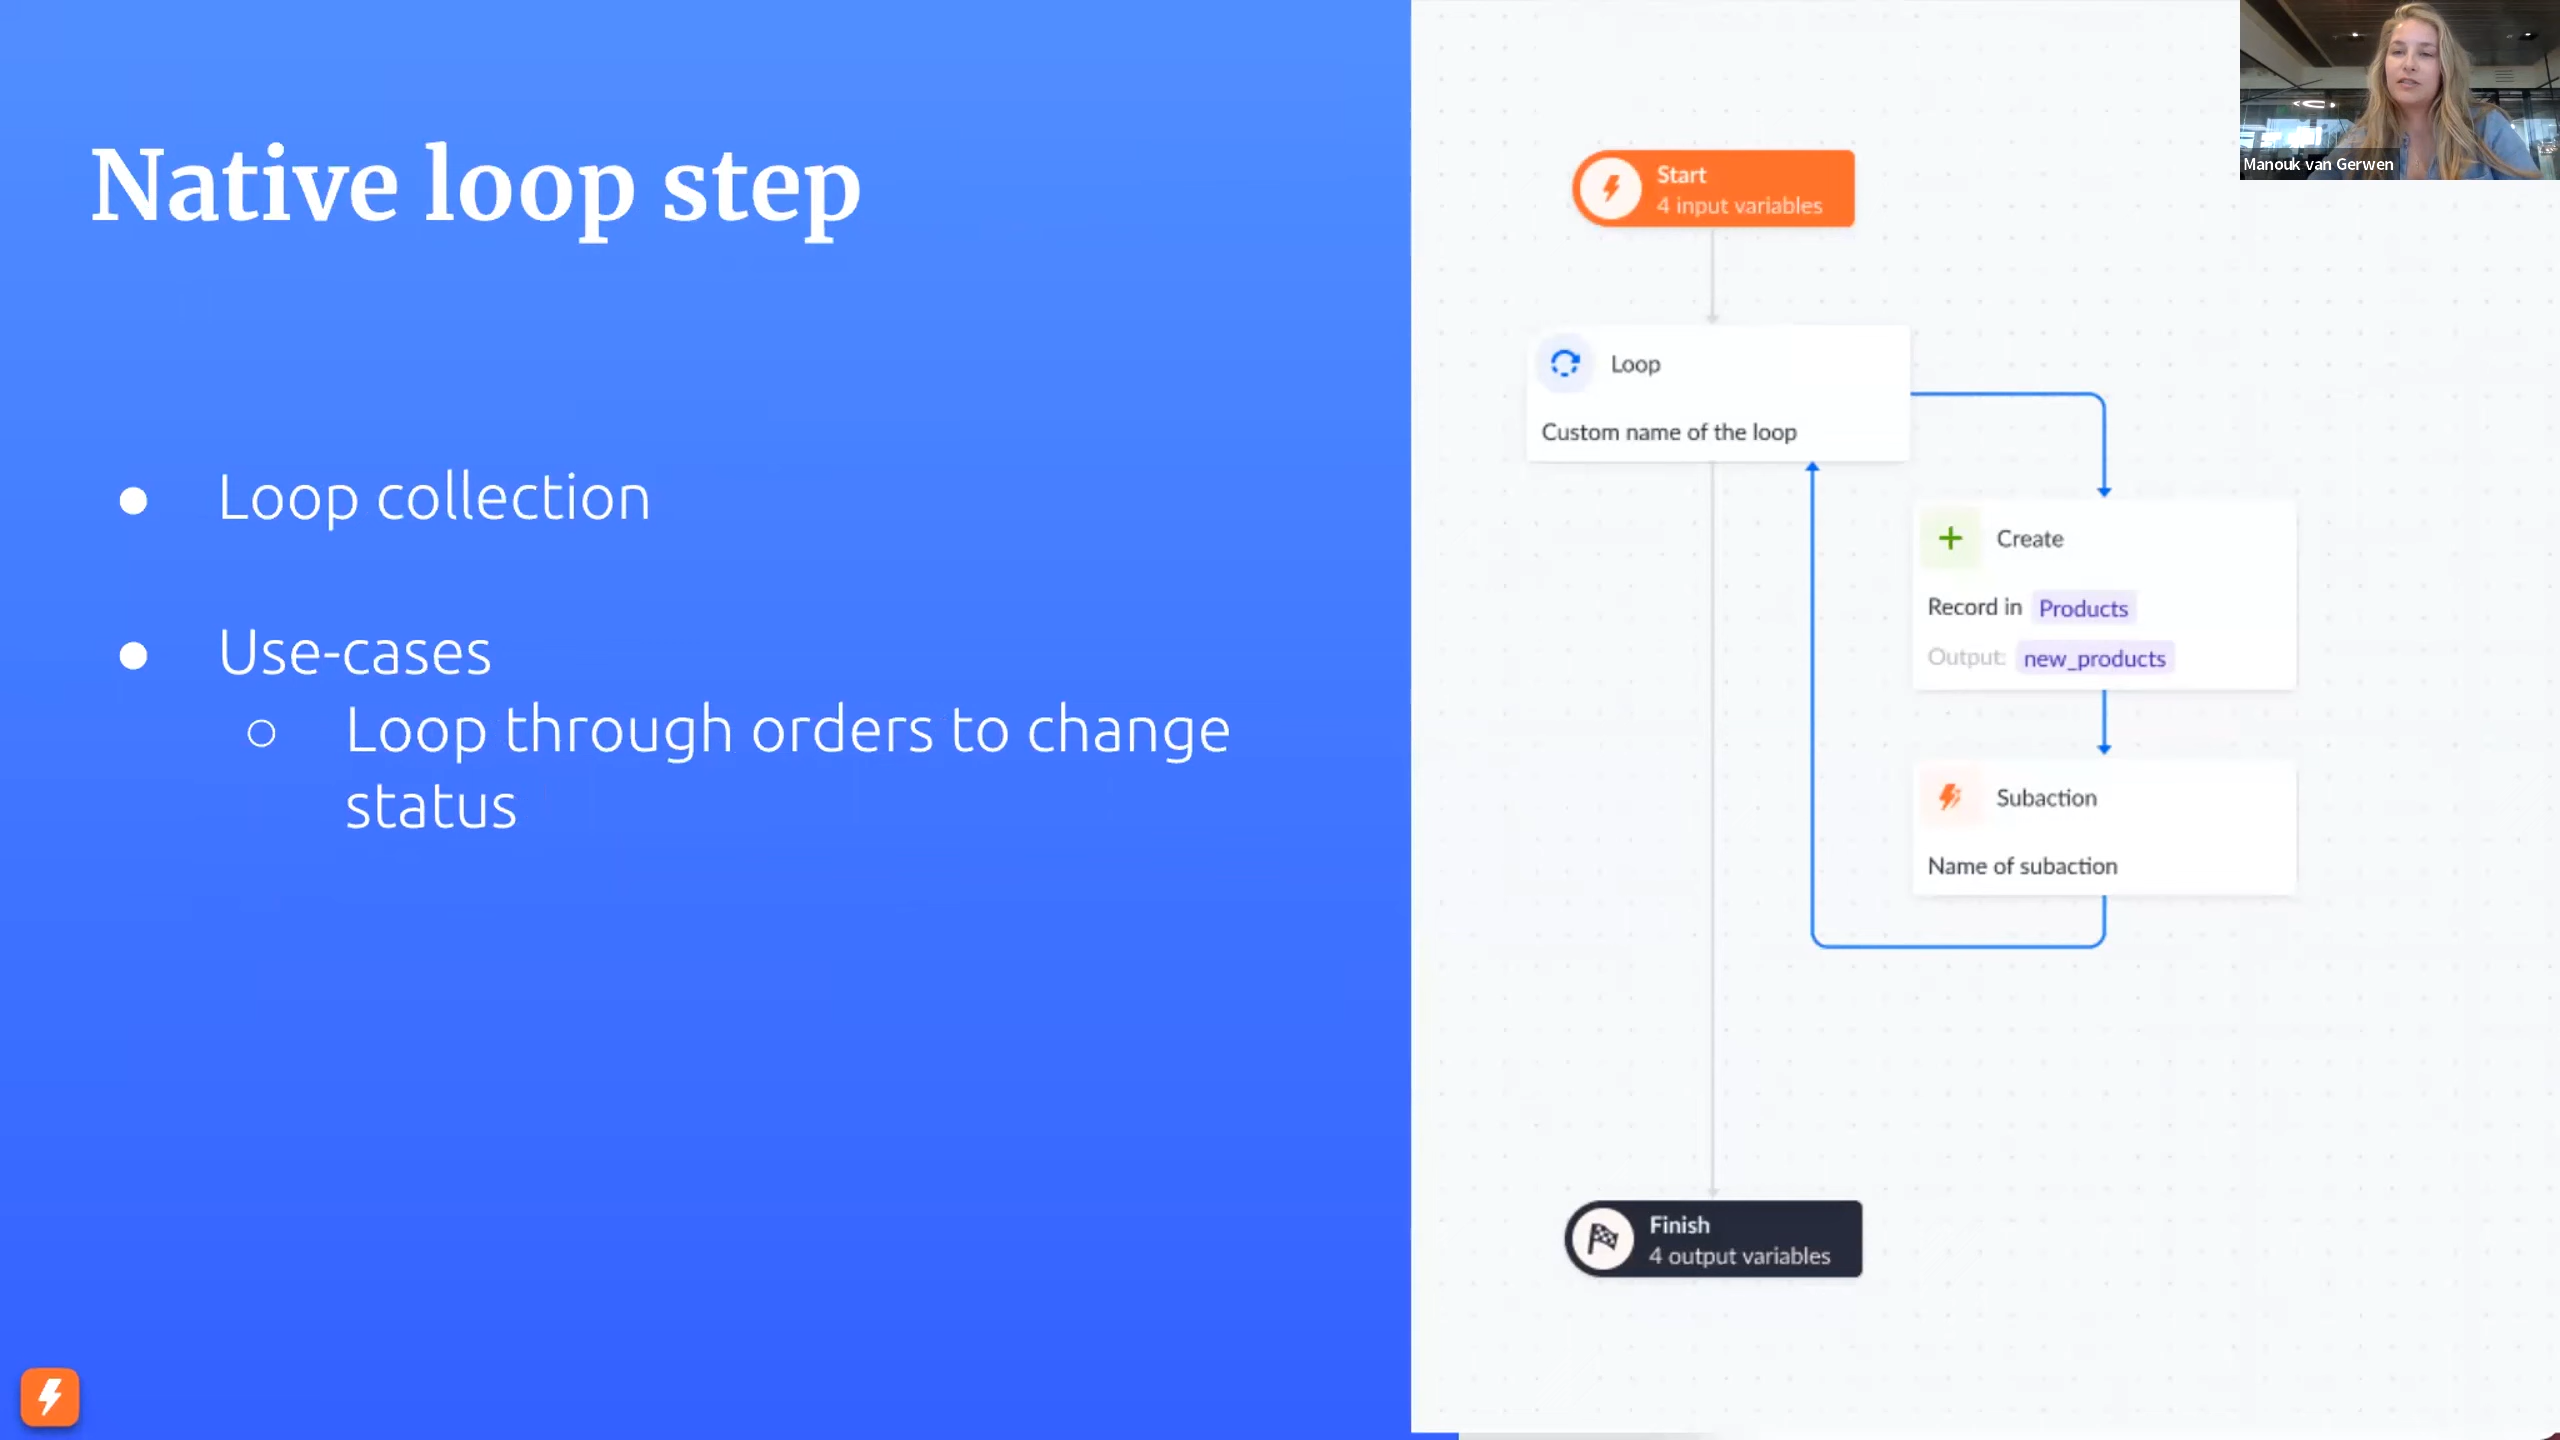 Native loop step
Loop collection
Use-cases
Loop through orders to change
status
Start
4 input variables
Loop
Custom name of the loop
Create
Record in Products
Output: new_products
Subaction
Name of subaction
Finish
4 output variables
Manouk van Gerwen